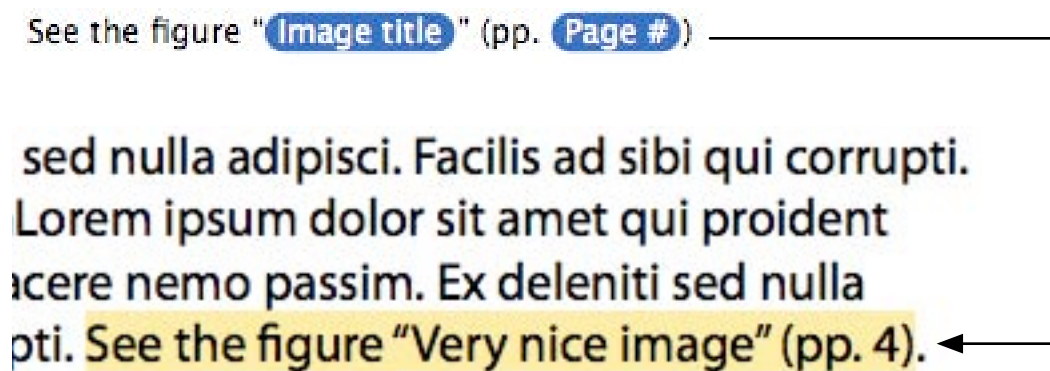 See the figure "Image title" (pp. Page #)
sed nulla adipisci. Facilis ad sibi qui corrupti.
Lorem ipsum dolor sit amet qui proident
acere nemo passim. Ex deleniti sed nulla
pti. See the figure “Very nice image” (pp. 4).